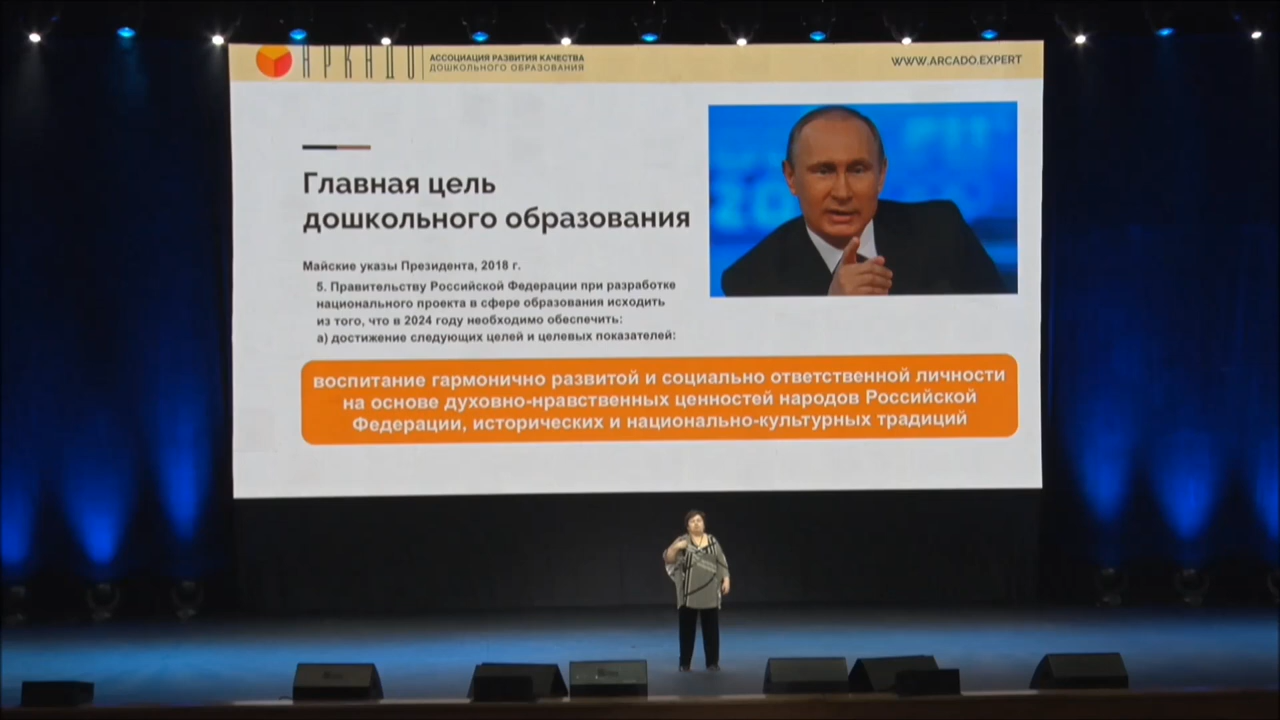 АРКАДО
АССОЦИАЦИЯ РАЗВИТИЯ КАЧЕСТВА
ДОШКОЛЬНОГО ОБРАЗОВАНИЯ
WWW.ARCADO.EXPERT
Главная цель
дошкольного образования
Майские указы Президента, 2018 г.
5. Правительству Российской Федерации при разработке
национального проекта в сфере образования исходить
из того, что в 2024 году необходимо обеспечить:
а) достижение следующих целей и целевых показателей:
воспитание гармонично развитой и социально ответственной личности
на основе духовно-нравственных ценностей народов Российской
Федерации, исторических и национально-культурных традиций